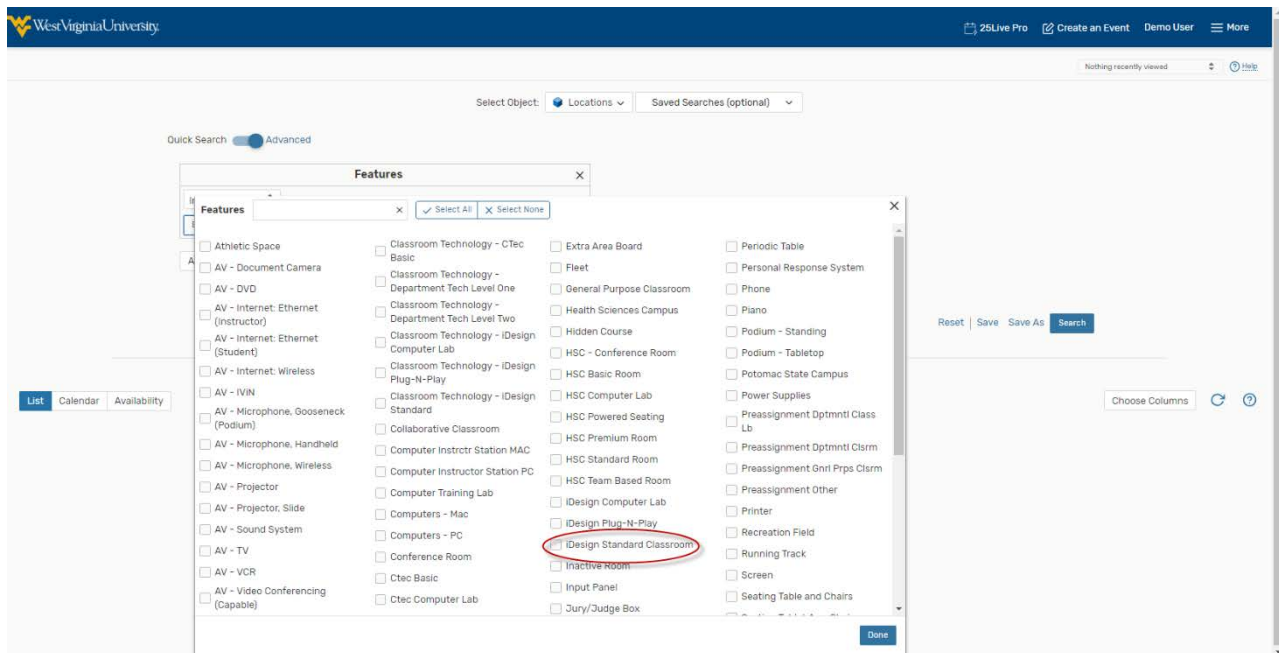 WestVirginiaUniversity.
25Live Pro Create an Event Demo User More
Nothing recently viewed Help
Select Object: Locations Saved Searches (optional)
Quick Search Advanced
Features
Features Select All Select None
Athletic Space
AV - Document Camera
AV - DVD
AV - Internet: Ethernet
(Instructor)
AV - Internet: Ethernet
(Student)
AV - Internet: Wireless
AV - IViN
AV - Microphone, Gooseneck
(Podium)
AV - Microphone, Handheld
AV - Microphone, Wireless
AV - Projector
AV - Projector, Slide
AV - Sound System
AV - TV
AV - VCR
AV - Video Conferencing
(Capable)
Classroom Technology - CTec
Basic
Classroom Technology -
Department Tech Level One
Classroom Technology -
Department Tech Level Two
Classroom Technology - iDesign
Computer Lab
Classroom Technology - iDesign
Plug-N-Play
Classroom Technology - iDesign
Standard
Collaborative Classroom
Computer Instrctr Station MAC
Computer Instructor Station PC
Computer Training Lab
Computers - Mac
Computers - PC
Conference Room
Ctec Basic
Ctec Computer Lab
Extra Area Board
Fleet
General Purpose Classroom
Health Sciences Campus
Hidden Course
HSC - Conference Room
HSC Basic Room
HSC Computer Lab
HSC Powered Seating
HSC Premium Room
HSC Standard Room
HSC Team Based Room
iDesign Computer Lab
iDesign Plug-N-Play
iDesign Standard Classroom
Inactive Room
Input Panel
Jury/Judge Box
Periodic Table
Personal Response System
Phone
Piano
Podium - Standing
Podium - Tabletop
Potomac State Campus
Power Supplies
Preassignment Dptmntl Class
Lb
Preassignment Dptmntl Clsrm
Preassignment Gnrl Prps Clsrm
Preassignment Other
Printer
Recreation Field
Running Track
Screen
Seating Table and Chairs
Done
Reset Save Save As Search
List Calendar Availability
Choose Columns